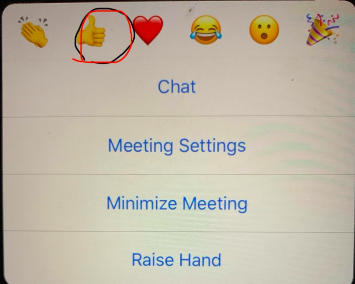 Chat
Meeting Settings
Minimize Meeting
Raise Hand